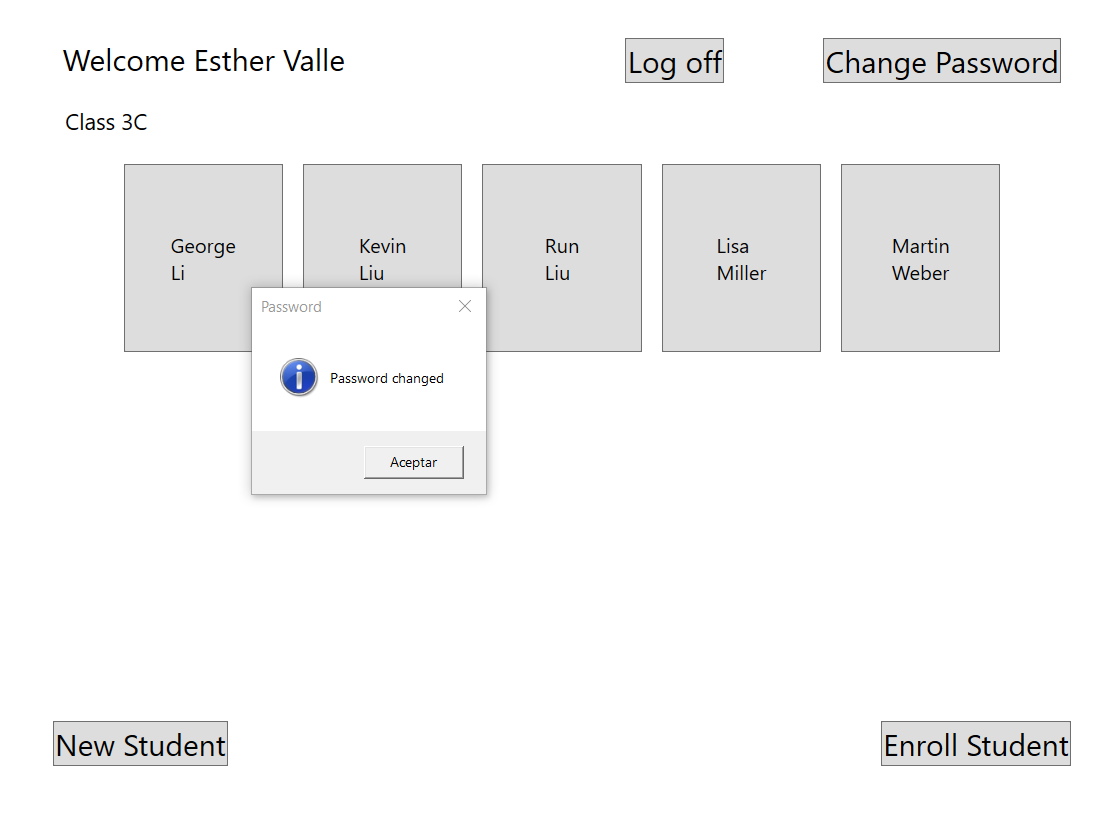 Welcome Esther Valle
Log off
Change Password
Class 3C
George
Li
Kevin
Liu
Run
Liu
Lisa
Miller
Martin
Weber
Password
Password changed
Aceptar
New Student
Enroll Student